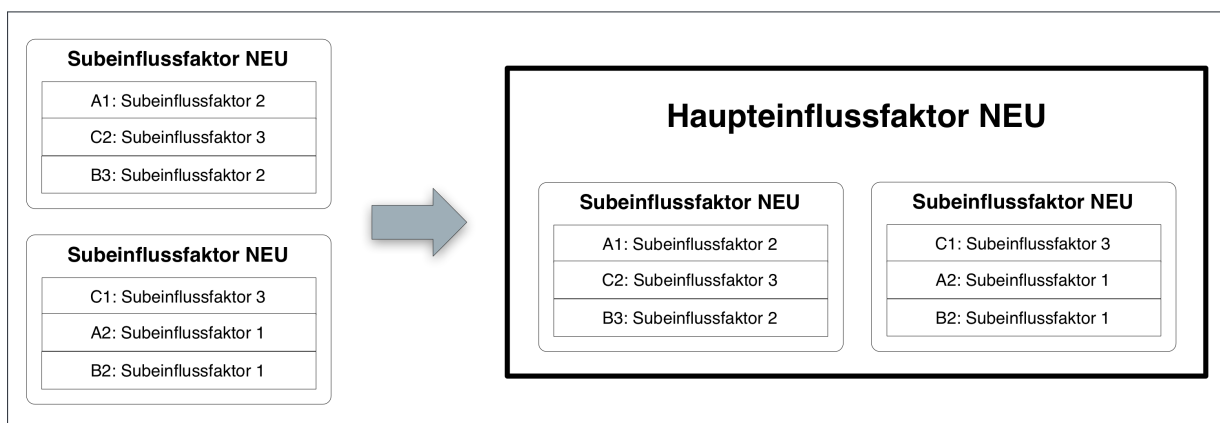 Subeinflussfaktor NEU
A1: Subeinflussfaktor 2
C2: Subeinflussfaktor 3
B3: Subeinflussfaktor 2
Subeinflussfaktor NEU
C1: Subeinflussfaktor 3
A2: Subeinflussfaktor 1
B2: Subeinflussfaktor 1
Haupteinflussfaktor NEU
Subeinflussfaktor NEU
A1: Subeinflussfaktor 2
C2: Subeinflussfaktor 3
B3: Subeinflussfaktor 2
Subeinflussfaktor NEU
C1: Subeinflussfaktor 3
A2: Subeinflussfaktor 1
B2: Subeinflussfaktor 1